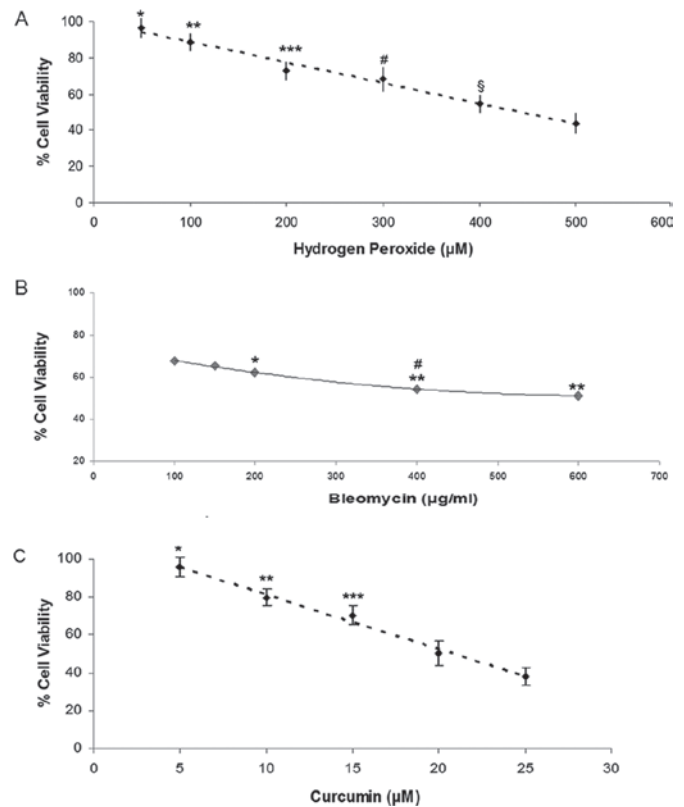 A
% Cell Viability
100
80
60
40
20
0
* ** *** # §
0 100 200 300 400 500 600
Hydrogen Peroxide (µM)
B
% Cell Viability
100
80
60
40
20
* # ** **
0 100 200 300 400 500 600 700
Bleomycin (µg/ml)
C
% Cell Viability
100
80
60
40
20
0
* ** ***
0 5 10 15 20 25 30
Curcumin (µM)